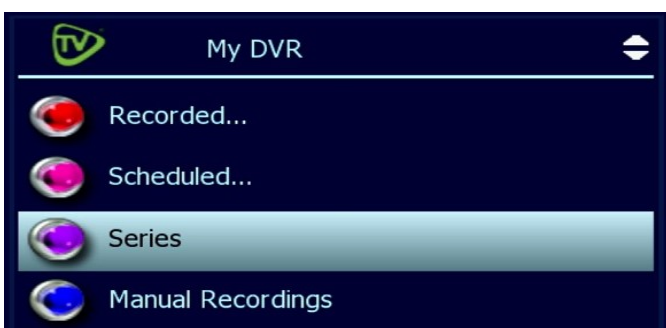 TV
My DVR
Recorded...
Scheduled...
Series
Manual Recordings